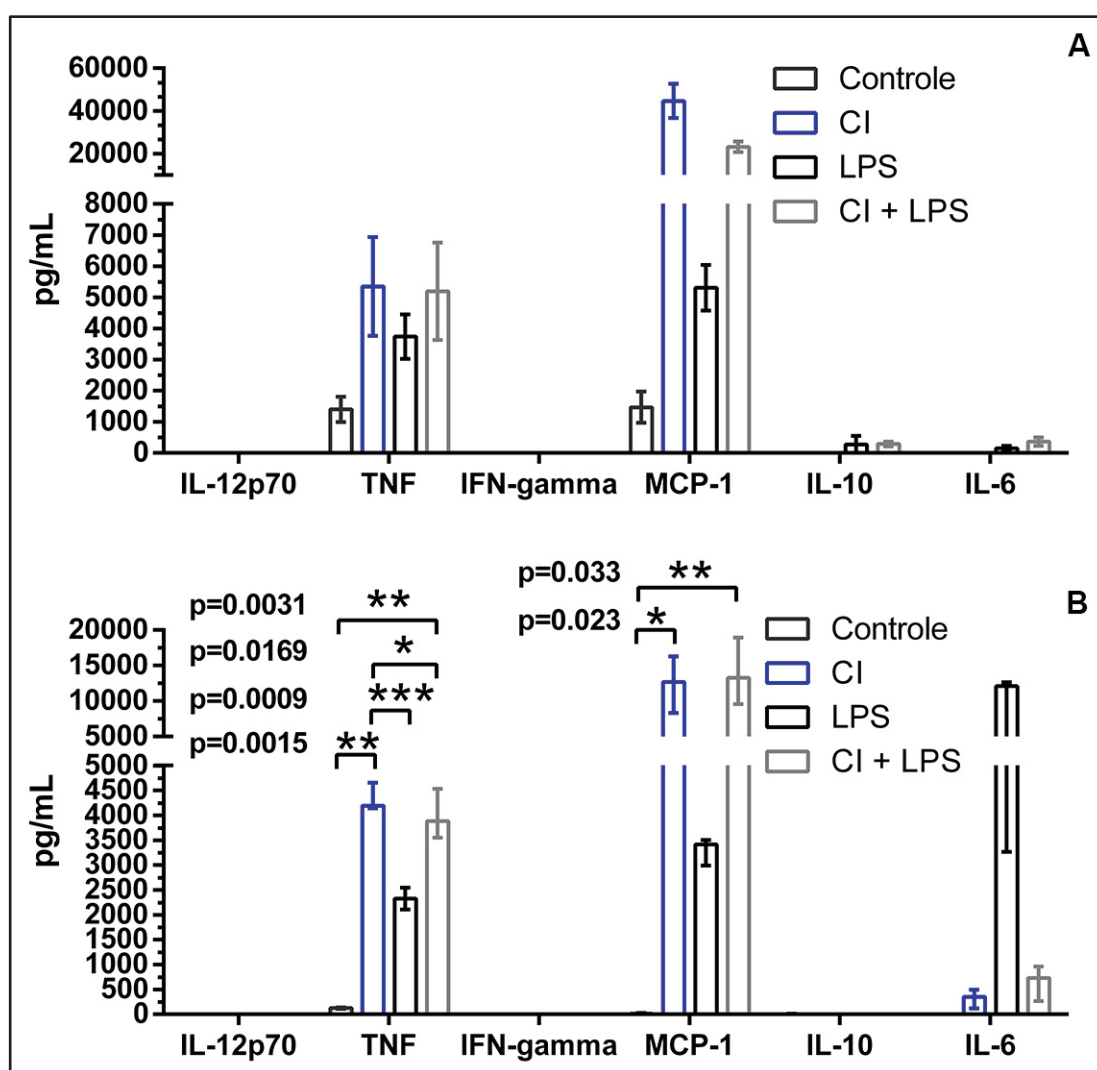 A
60000
40000
20000
8000
7000
6000
5000
4000
3000
2000
1000
0
pg/mL
Controle
CI
LPS
CI + LPS
IL-12p70 TNF IFN-gamma MCP-1 IL-10 IL-6
B
p=0.033 **
p=0.023 *
p=0.0031 **
p=0.0169 *
p=0.0009 ***
p=0.0015 **
20000
15000
10000
5000
5000
4500
4000
3500
3000
2500
2000
1500
1000
500
0
pg/mL
Controle
CI
LPS
CI + LPS
IL-12p70 TNF IFN-gamma MCP-1 IL-10 IL-6